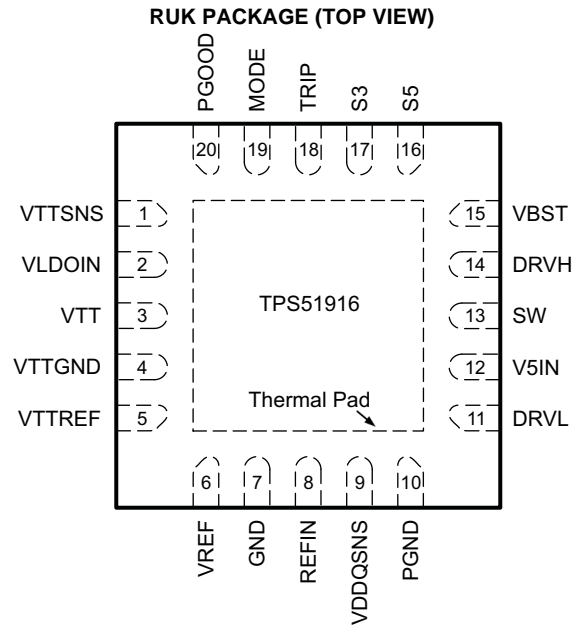 RUK PACKAGE (TOP VIEW)
PGOOD
MODE
TRIP
S3
S5
20
19
18
17
16
VTTSNS 1
15 VBST
VLDOIN 2
14 DRVH
VTT 3
TPS51916
13 SW
VTTGND 4
12 V5IN
VTTREF 5
Thermal Pad
11 DRVL
6
7
8
9
10
VREF
GND
REFIN
VDDQSNS
PGND